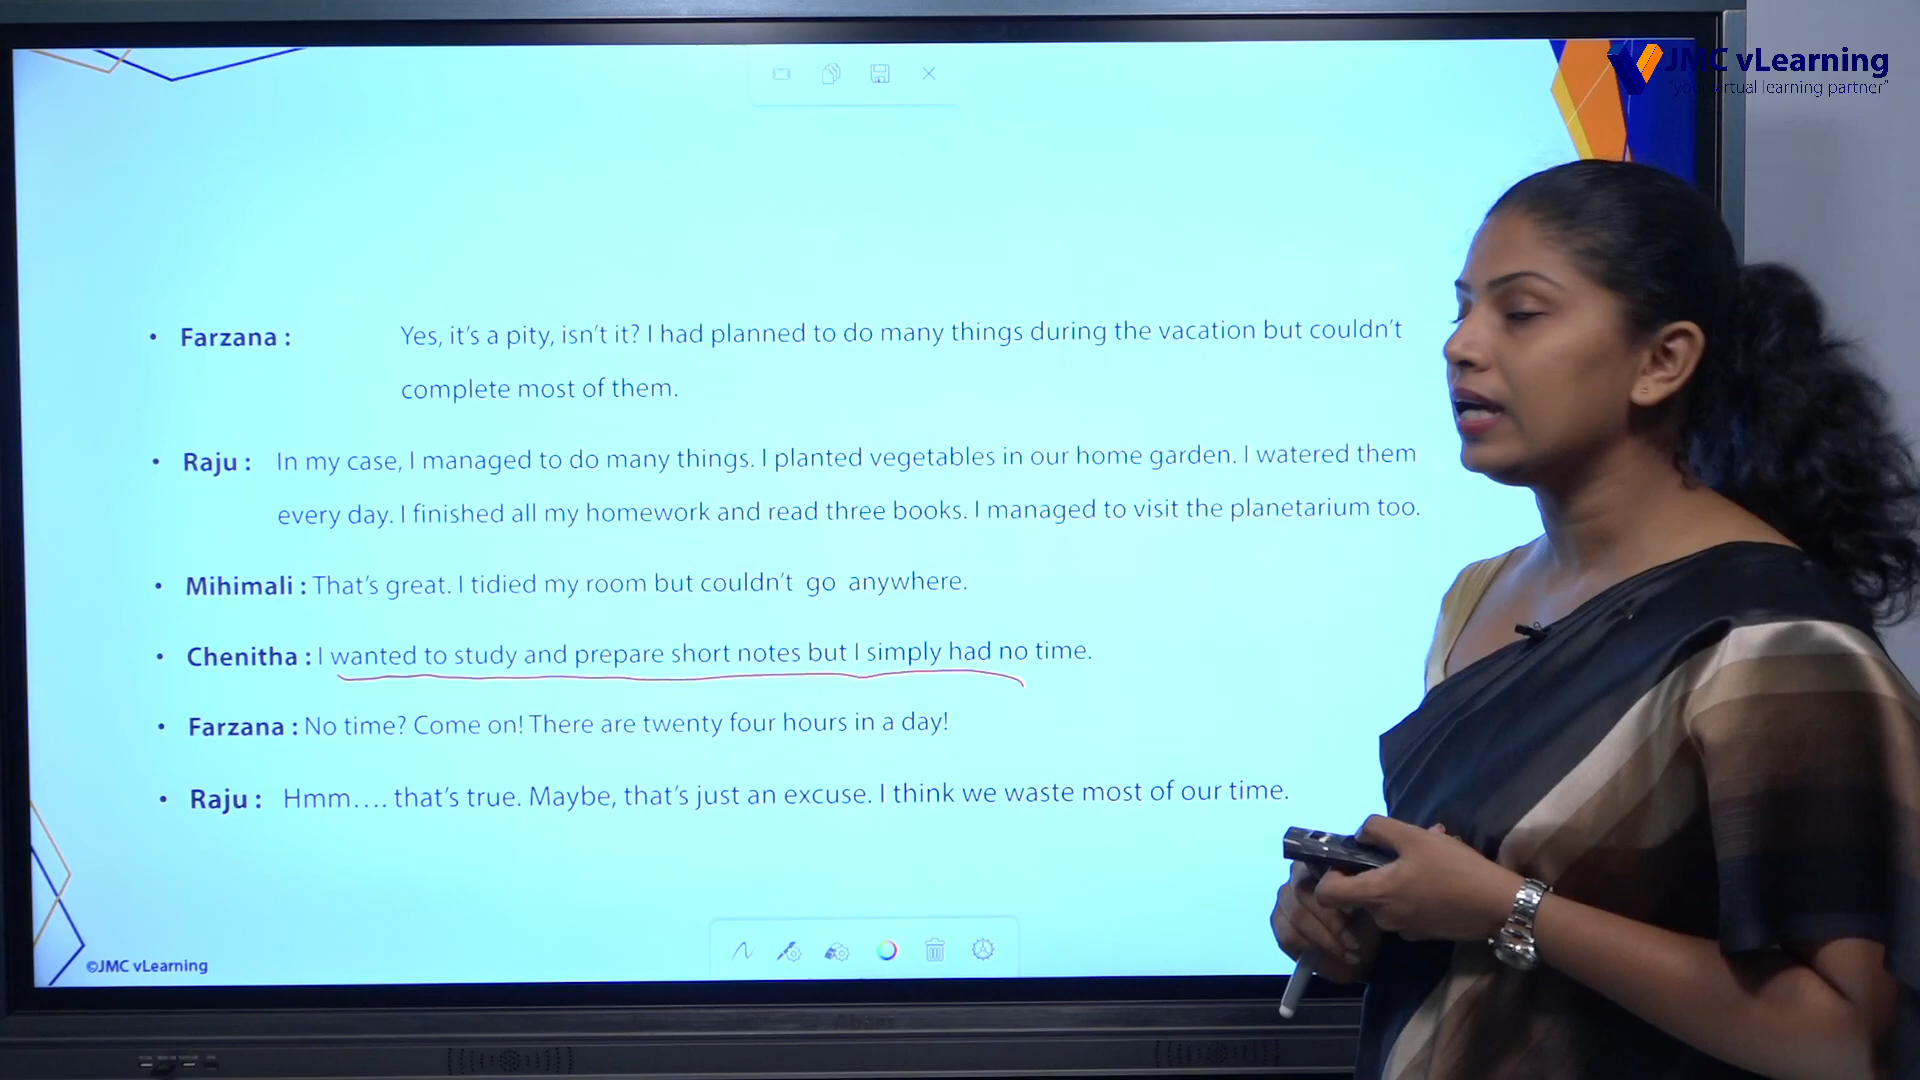 JMC vLearning
"your virtual learning partner"
• Farzana : Yes, it's a pity, isn't it? I had planned to do many things during the vacation but couldn't
complete most of them.
• Raju : In my case, I managed to do many things. I planted vegetables in our home garden. I watered them
every day. I finished all my homework and read three books. I managed to visit the planetarium too.
• Mihimali : That's great. I tidied my room but couldn't go anywhere.
• Chenitha : I wanted to study and prepare short notes but I simply had no time.
• Farzana : No time? Come on! There are twenty four hours in a day!
• Raju : Hmm.... that's true. Maybe, that's just an excuse. I think we waste most of our time.
©JMC vLearning